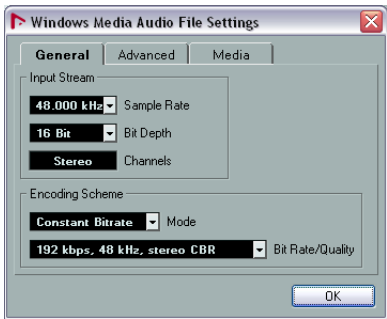 Windows Media Audio File Settings
General Advanced Media
Input Stream
48.000 kHz Sample Rate
16 Bit Bit Depth
Stereo Channels
Encoding Scheme
Constant Bitrate Mode
192 kbps, 48 kHz, stereo CBR Bit Rate/Quality
OK